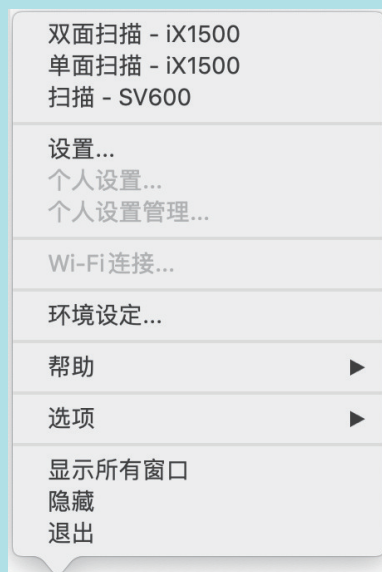 双面扫描 - iX1500
单面扫描 - iX1500
扫描 - SV600
设置...
个人设置...
个人设置管理...
Wi-Fi连接...
环境设定...
帮助
选项
显示所有窗口
隐藏
退出